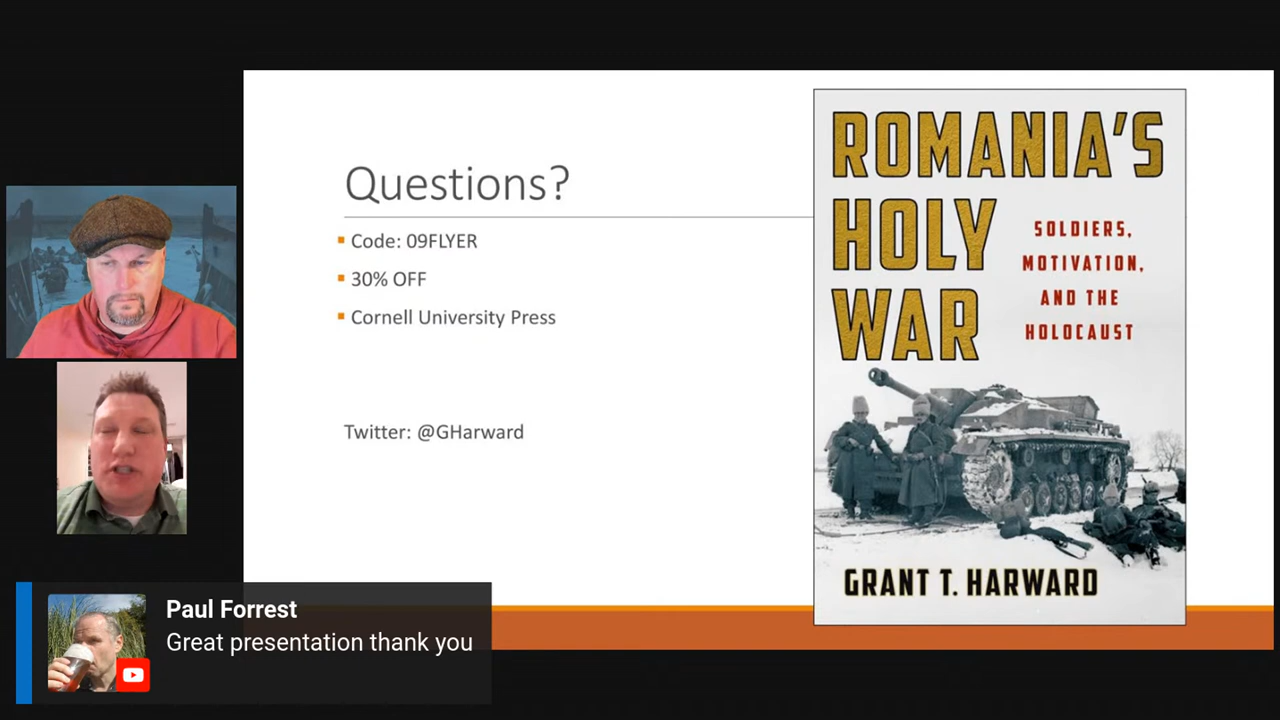 Questions?
Code: 09FLYER
30% OFF
Cornell University Press
Twitter: @GHarward
ROMANIA'S
HOLY
WAR
SOLDIERS,
MOTIVATION,
AND THE
HOLOCAUST
GRANT T. HARWARD
Paul Forrest
Great presentation thank you